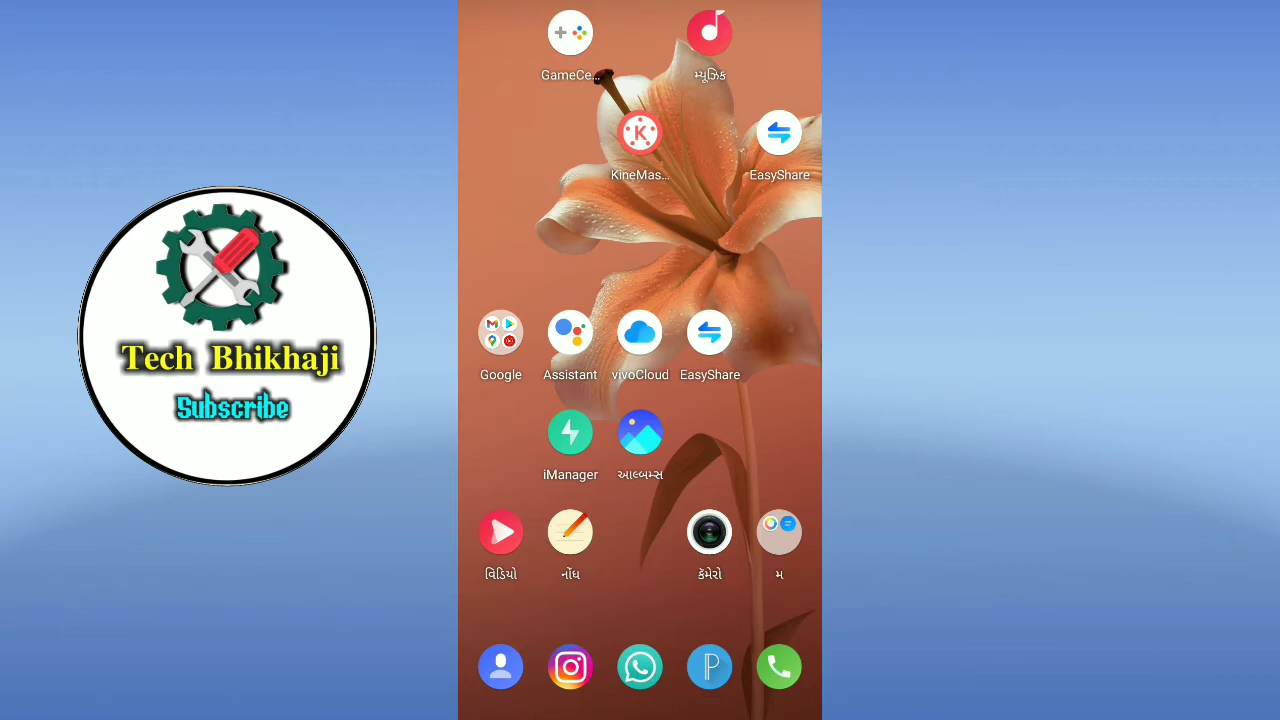 Tech Bhikhaji
Subscribe
GameCe...
મ્યૂઝિક
KineMas...
EasyShare
Google
Assistant
vivoCloud
EasyShare
iManager
આલ્બમ્સ
વિડિયો
નોંધ
કૅમેરો
મ